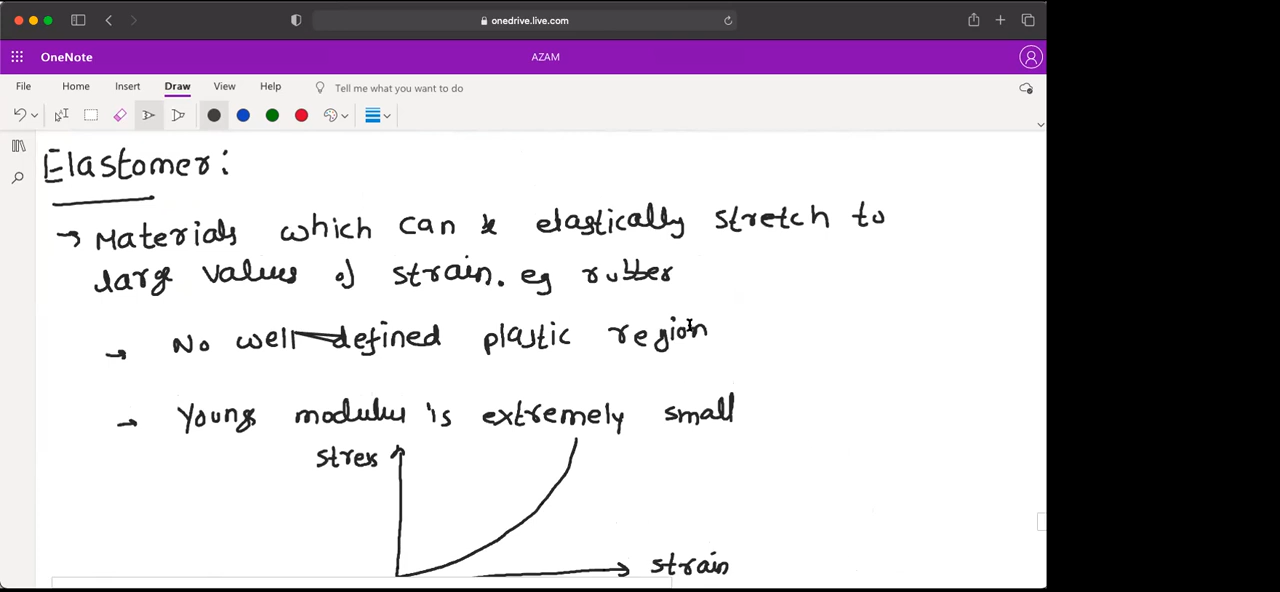 onedrive.live.com
OneNote
AZAM
File Home Insert Draw View Help Tell me what you want to do
Elastomer:
→ Materials which can elastically stretch to
large values of strain. eg rubber
→ No well-defined plastic region
→ Youngs modulus is extremely small
stress
strain